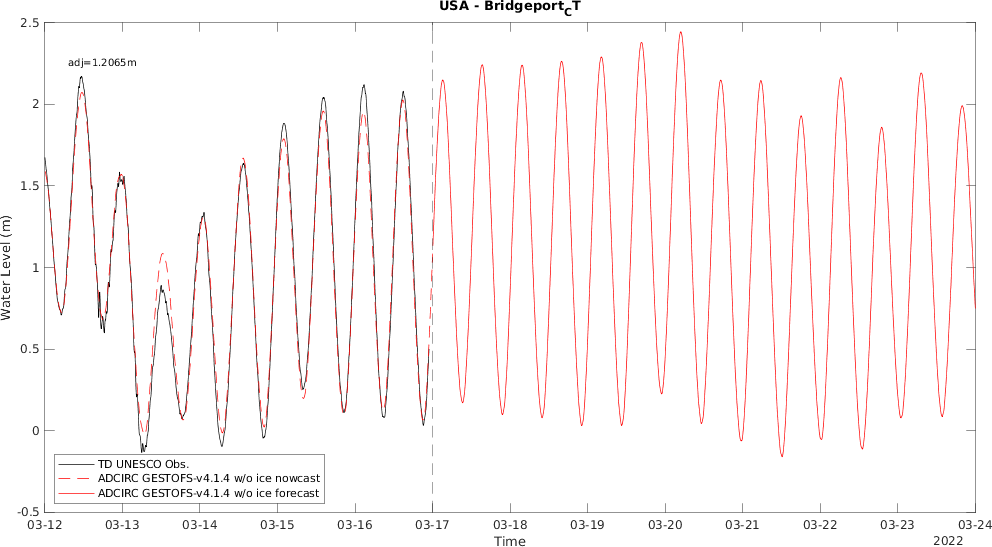 USA - Bridgeport_CT
adj=1.2065m
2.5
2
1.5
1
0.5
0
-0.5
Water Level (m)
TD UNESCO Obs.
ADCIRC GESTOFS-v4.1.4 w/o ice nowcast
ADCIRC GESTOFS-v4.1.4 w/o ice forecast
03-12 03-13 03-14 03-15 03-16 03-17 03-18 03-19 03-20 03-21 03-22 03-23 03-24
Time
2022